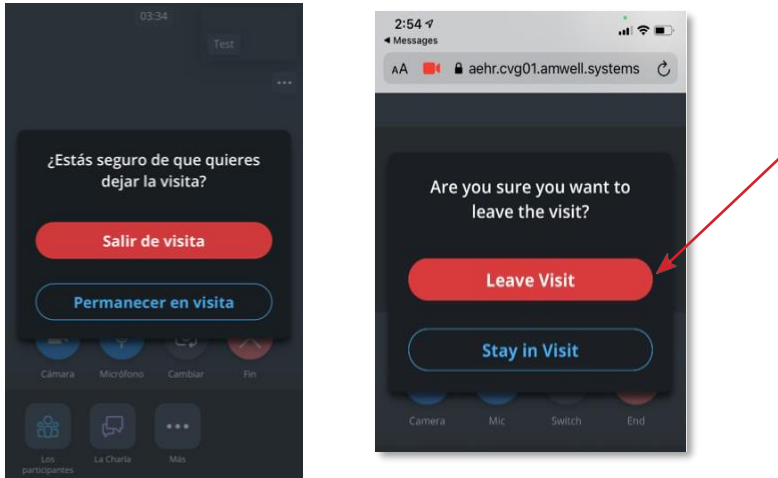 03:34
Test
¿Estás seguro de que quieres
dejar la visita?
Salir de visita
Permanecer en visita
Cámara Micrófono Cambiar Fin
Los
participantes La Charla Más
2:54
◀ Messages
AA aehr.cvg01.amwell.systems
Are you sure you want to
leave the visit?
Leave Visit
Stay in Visit
Camera Mic Switch End